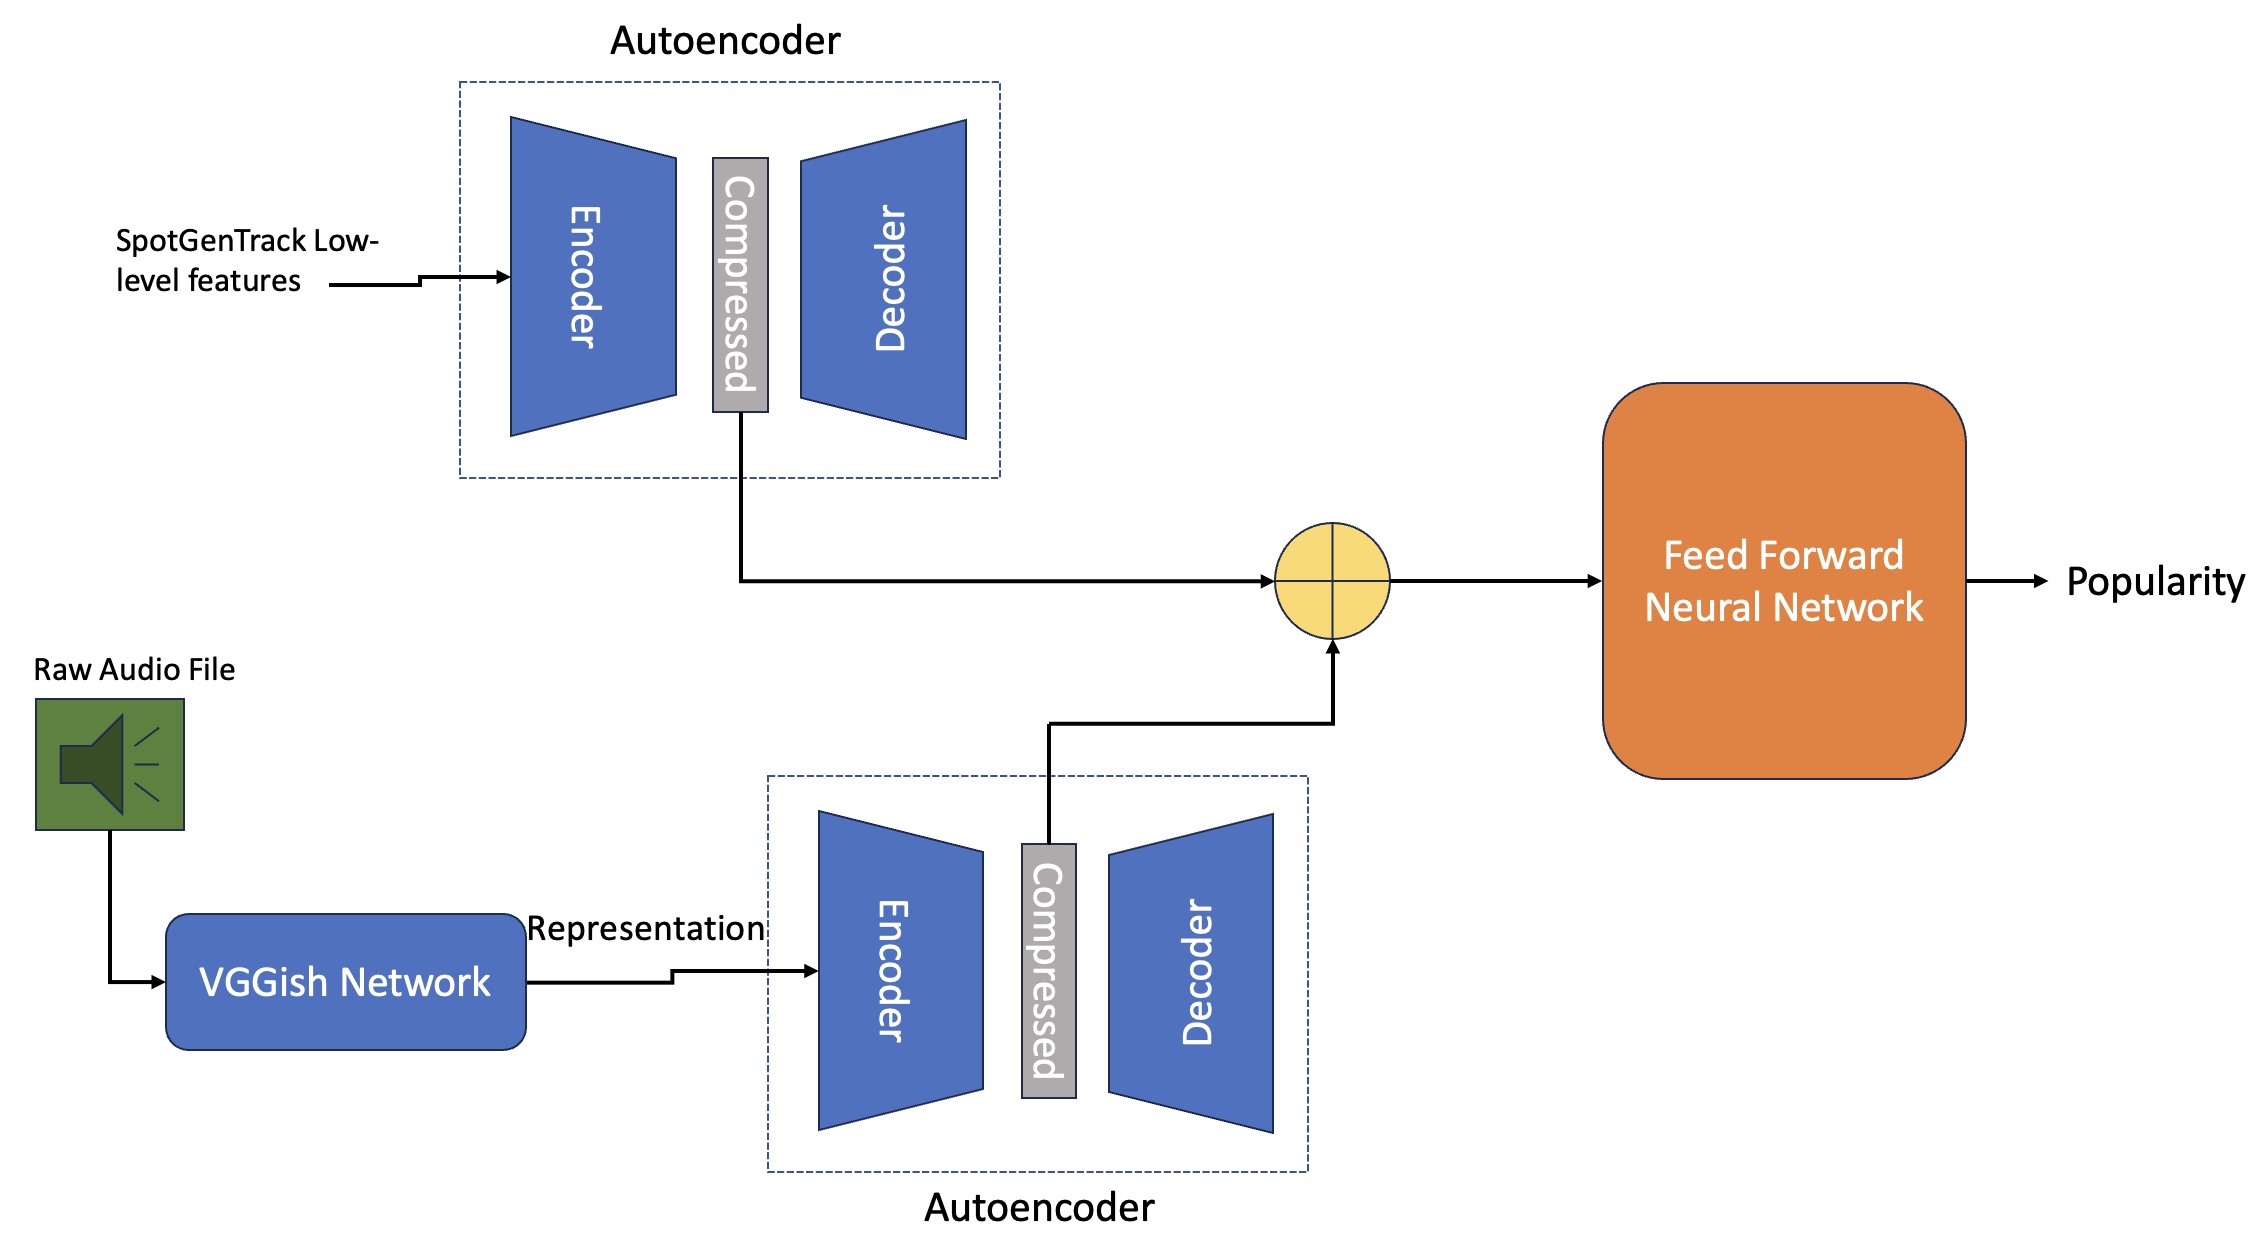 Autoencoder
SpotGenTrack Low-
level features
Encoder
Compressed
Decoder
Feed Forward
Neural Network
Popularity
Raw Audio File
VGGish Network
Representation
Encoder
Compressed
Decoder
Autoencoder